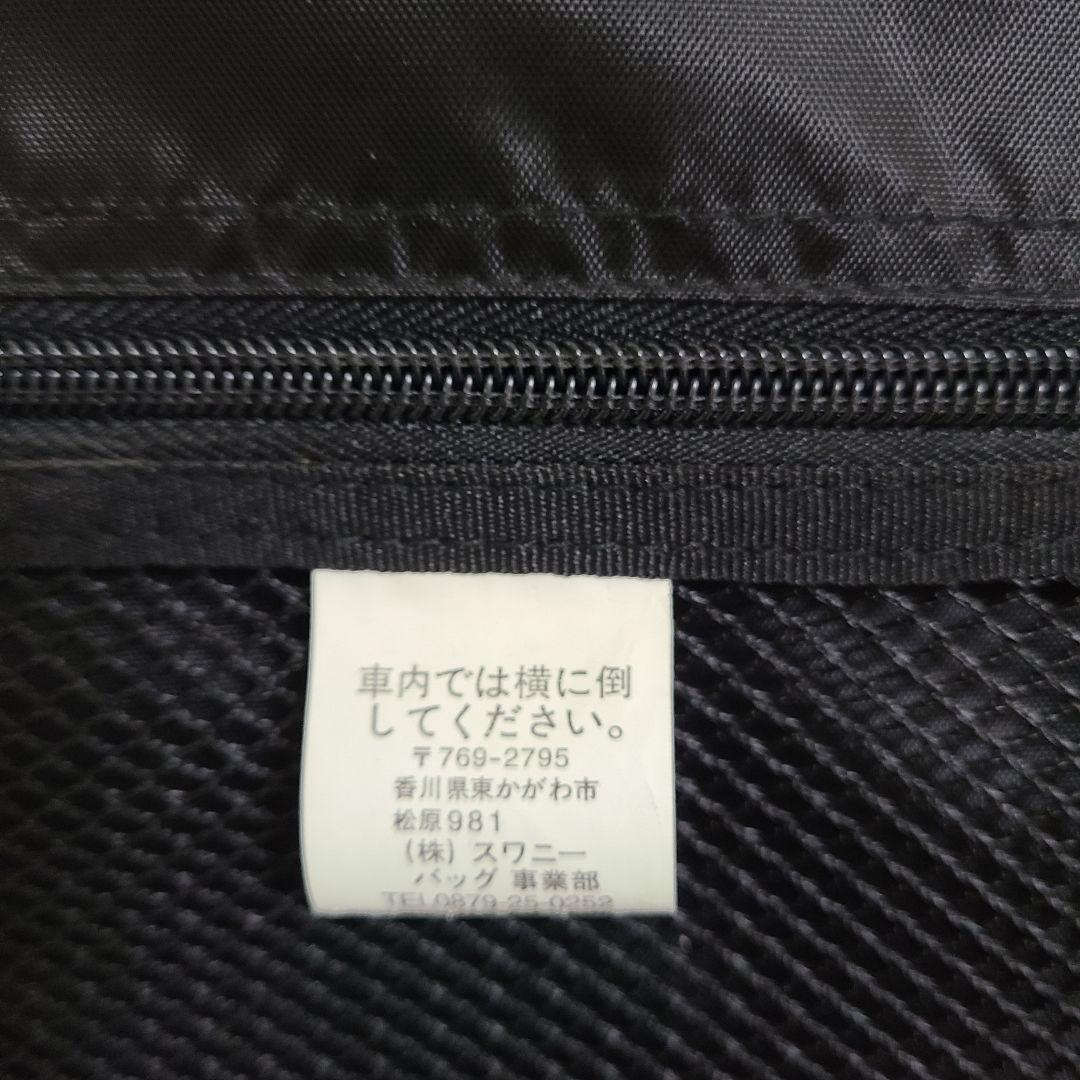 車内では横に倒
してください。
〒769-2795
香川県東かがわ市
松原981
(株) スワニー
バッグ 事業部
TEL0879-25-0252